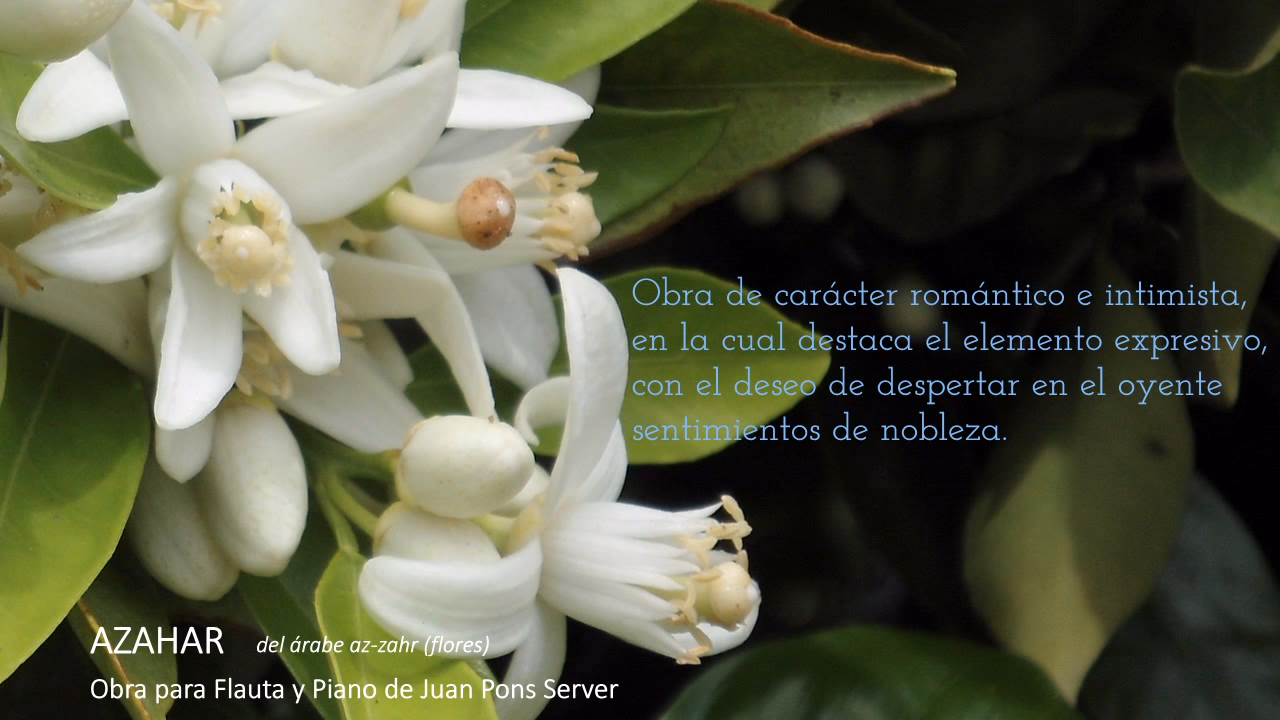 Obra de carácter romántico e intimista,
en la cual destaca el elemento expresivo,
con el deseo de despertar en el oyente
sentimientos de nobleza.
AZAHAR del árabe az-zahr (flores)
Obra para Flauta y Piano de Juan Pons Server